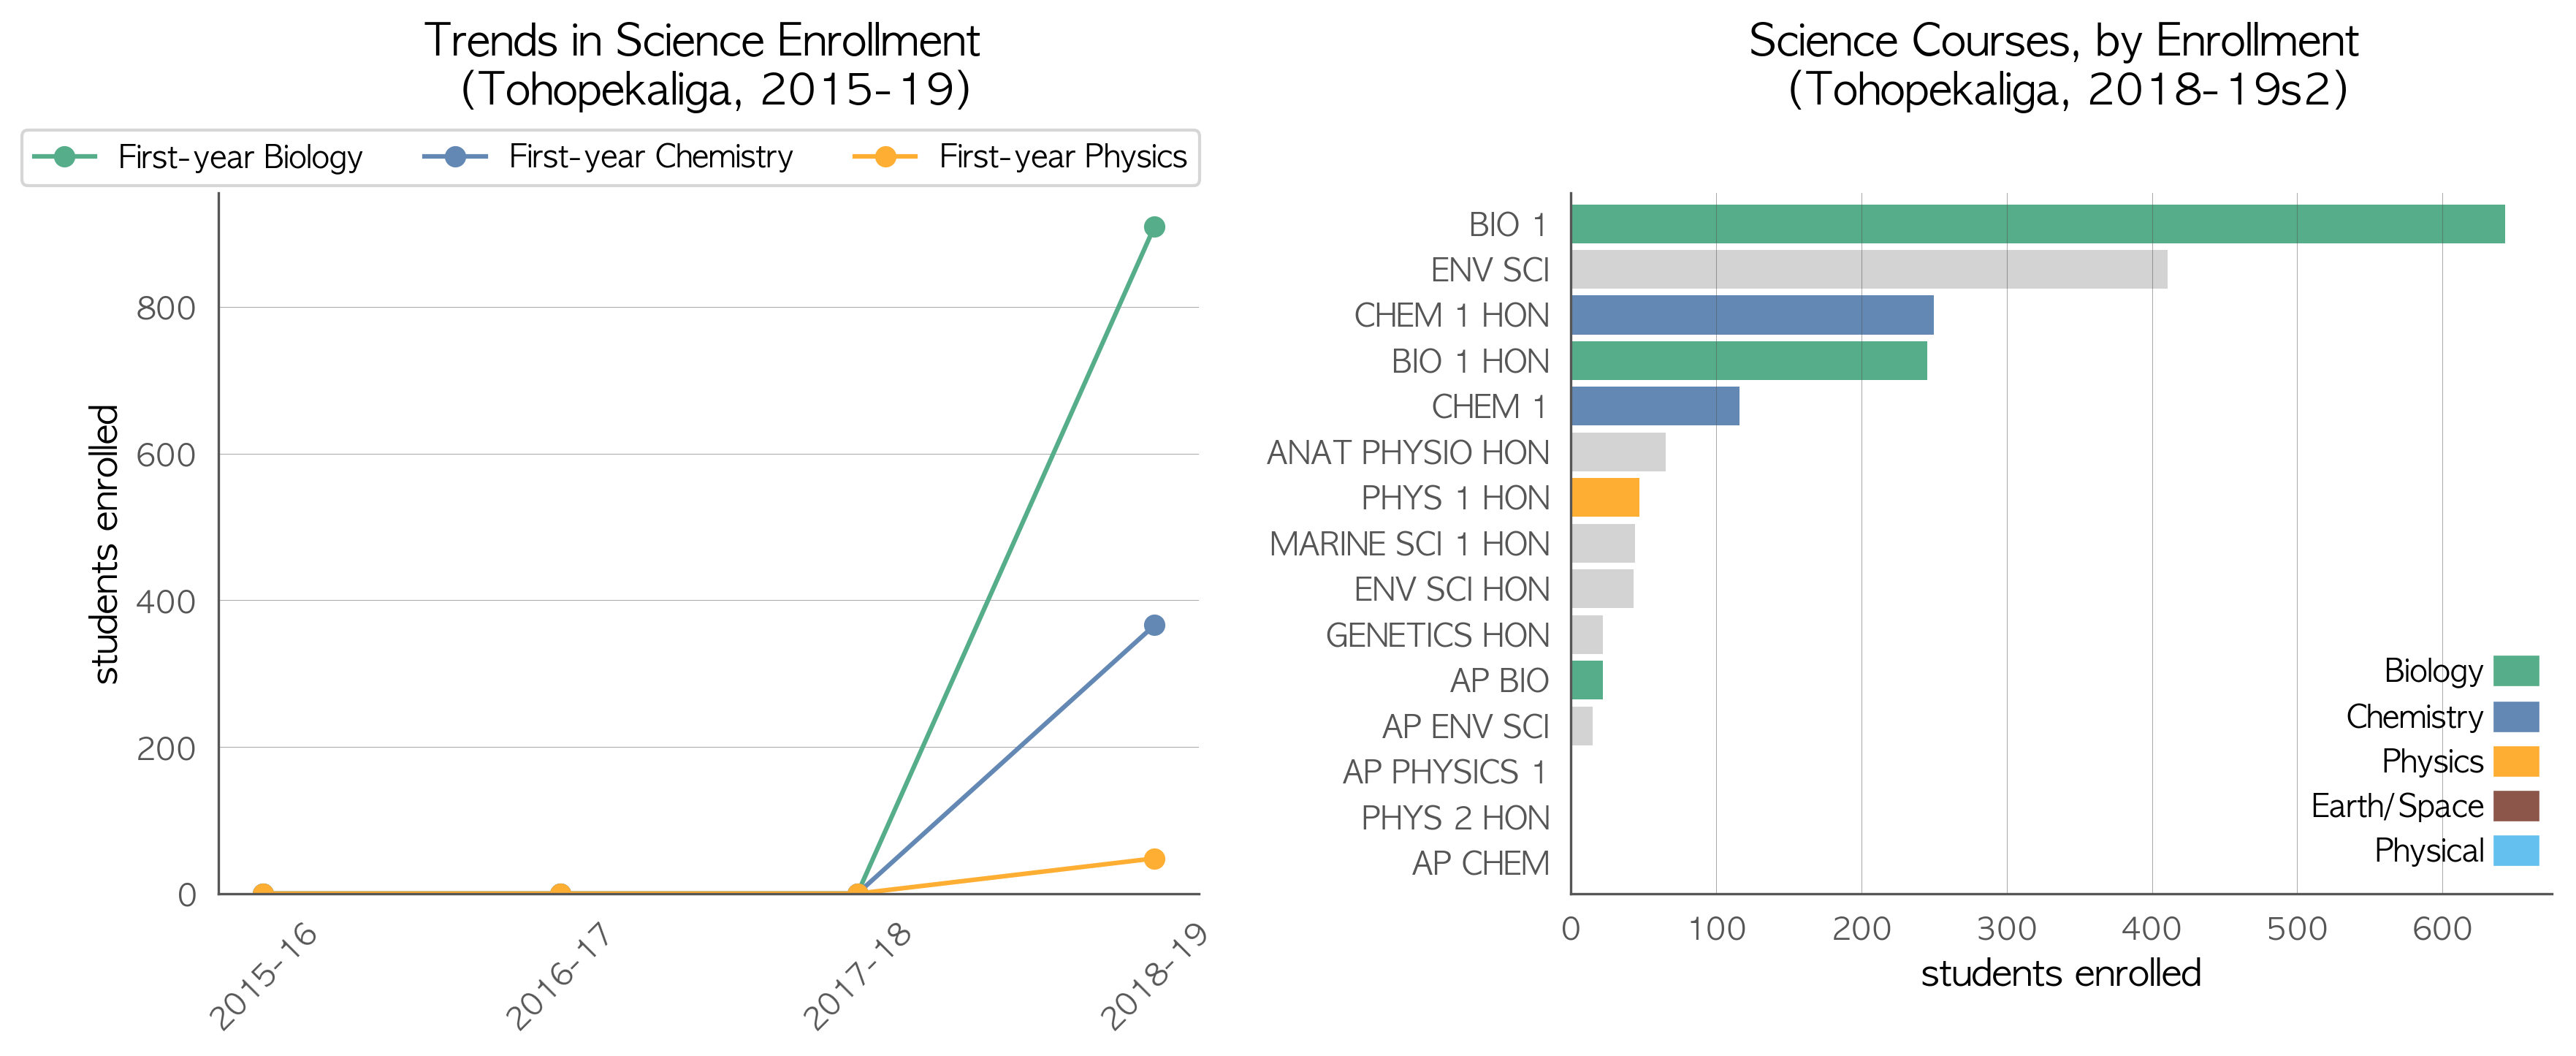 Trends in Science Enrollment
(Tohopekaliga, 2015-19)
First-year Biology
First-year Chemistry
First-year Physics
students enrolled
800
600
400
200
0
2015-16
2016-17
2017-18
2018-19
Science Courses, by Enrollment
(Tohopekaliga, 2018-19s2)
BIO 1
ENV SCI
CHEM 1 HON
BIO 1 HON
CHEM 1
ANAT PHYSIO HON
PHYS 1 HON
MARINE SCI 1 HON
ENV SCI HON
GENETICS HON
AP BIO
AP ENV SCI
AP PHYSICS 1
PHYS 2 HON
AP CHEM
Biology
Chemistry
Physics
Earth/Space
Physical
0
100
200
300
400
500
600
students enrolled